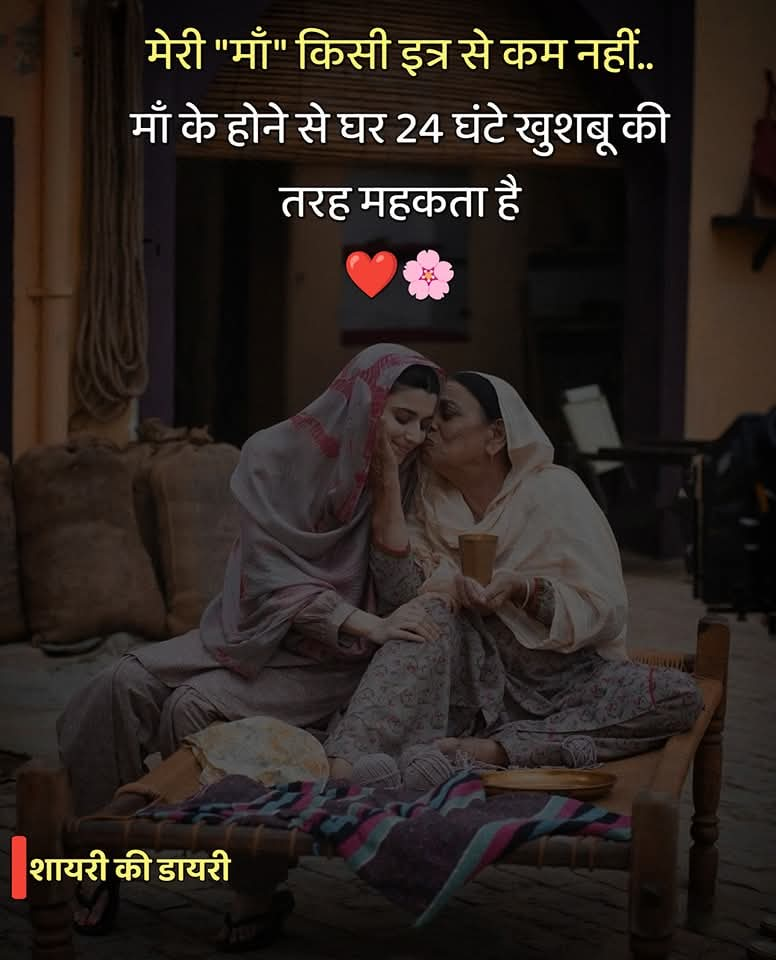 मेरी "माँ" किसी इत्र से कम नहीं..
माँ के होने से घर 24 घंटे खुशबू की
तरह महकता है
❤️🌸
शायरी की डायरी